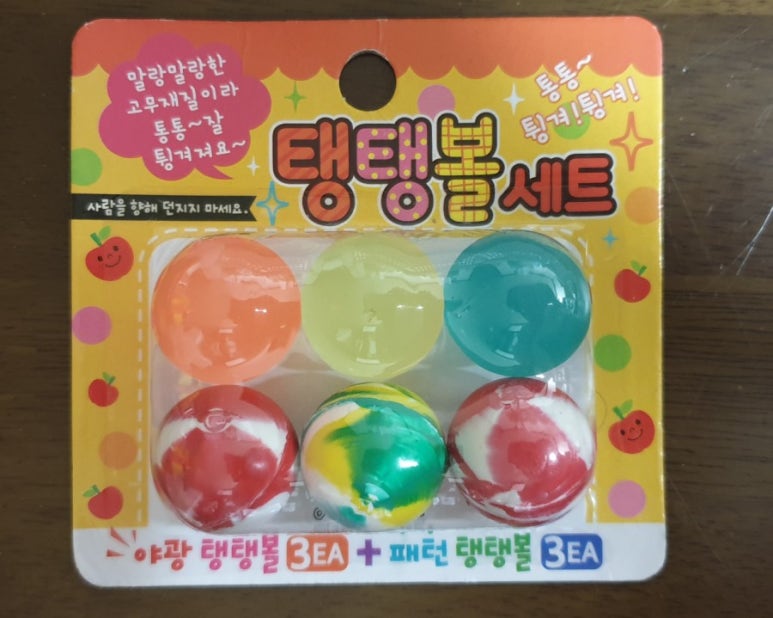 말랑말랑한
고무재질이라
통통~잘
튕겨져요~
통통~
튕겨!튕겨!
탱탱볼 세트
사람을 향해 던지지 마세요.
야광 탱탱볼 3EA + 패턴 탱탱볼 3EA